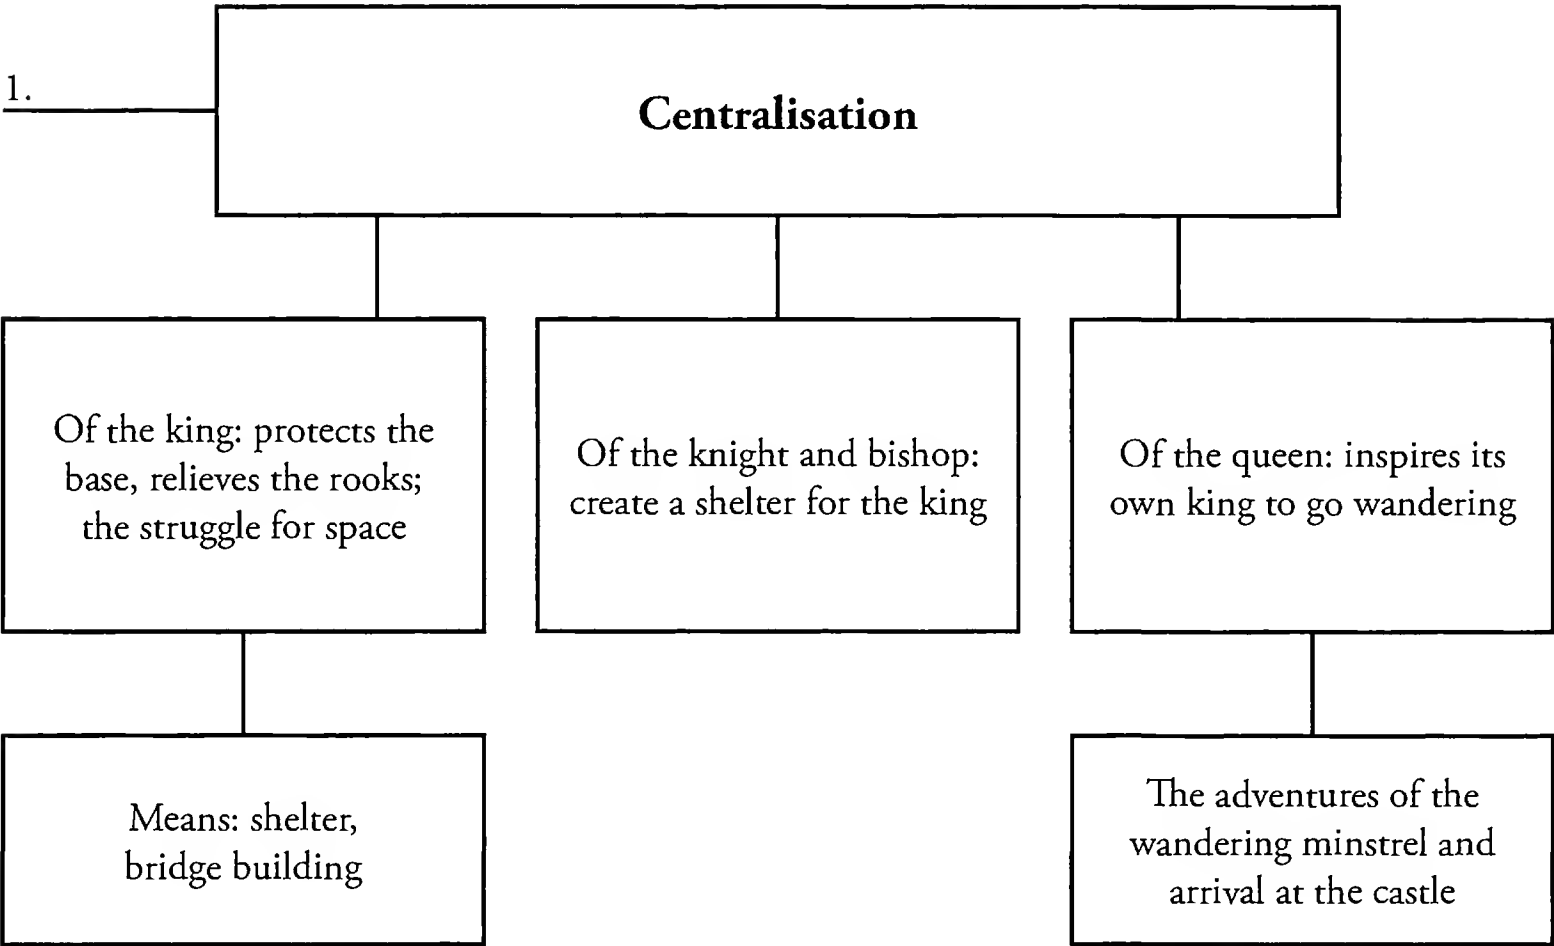 1.
Centralisation
Of the king: protects the
base, relieves the rooks;
the struggle for space
Of the knight and bishop:
create a shelter for the king
Of the queen: inspires its
own king to go wandering
Means: shelter,
bridge building
The adventures of the
wandering minstrel and
arrival at the castle